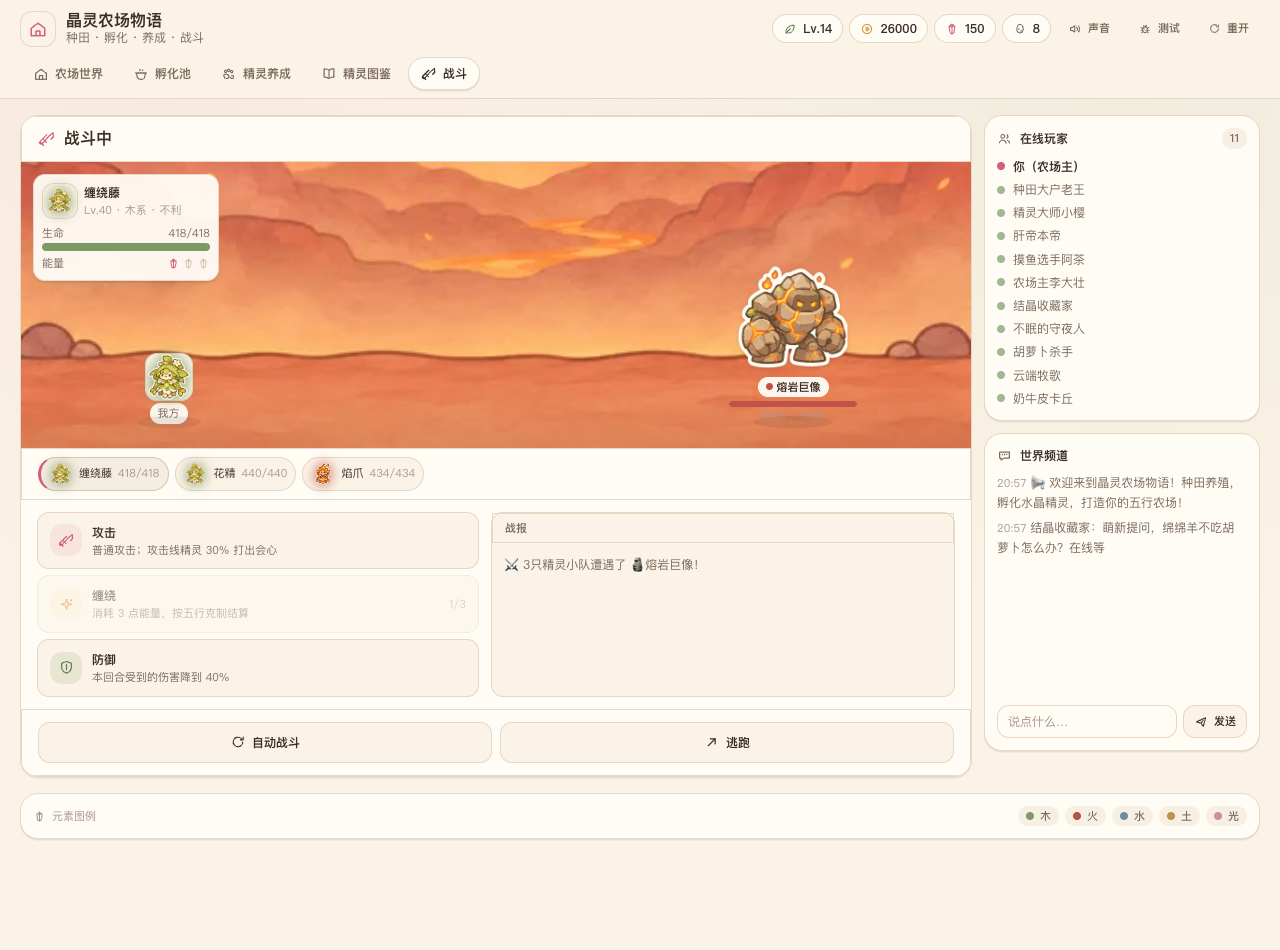 晶灵农场物语
种田 · 孵化 · 养成 · 战斗
Lv.14
26000
150
8
声音
测试
重开
农场世界
孵化池
精灵养成
精灵图鉴
战斗
战斗中
缠绕藤
Lv.40 · 木系 · 不利
生命 418/418
能量
我方
熔岩巨像
缠绕藤 418/418
花精 440/440
焰爪 434/434
攻击
普通攻击；攻击线精灵 30% 打出会心
缠绕
消耗 3 点能量，按五行克制结算
1/3
防御
本回合受到的伤害降到 40%
战报
3只精灵小队遭遇了 熔岩巨像！
自动战斗
逃跑
在线玩家
11
你（农场主）
种田大户老王
精灵大师小樱
肝帝本帝
摸鱼选手阿茶
农场主李大壮
结晶收藏家
不眠的守夜人
胡萝卜杀手
云端牧歌
奶牛皮卡丘
世界频道
20:57 欢迎来到晶灵农场物语！种田养殖，
孵化水晶精灵，打造你的五行农场！
20:57 结晶收藏家：萌新提问，绵绵羊不吃胡
萝卜怎么办？在线等
说点什么...
发送
元素图例
木
火
水
土
光